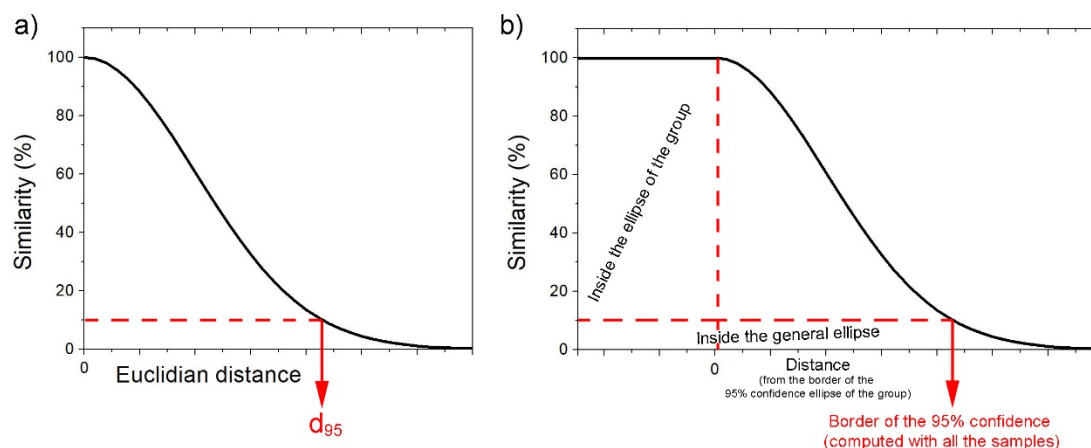 a)
Similarity (%)
100
80
60
40
20
0
0
Euclidian distance
d95
b)
Similarity (%)
100
80
60
40
20
0
Inside the ellipse of the group
Inside the general ellipse
0
Distance
(from the border of the
95% confidence ellipse of the group)
Border of the 95% confidence
(computed with all the samples)